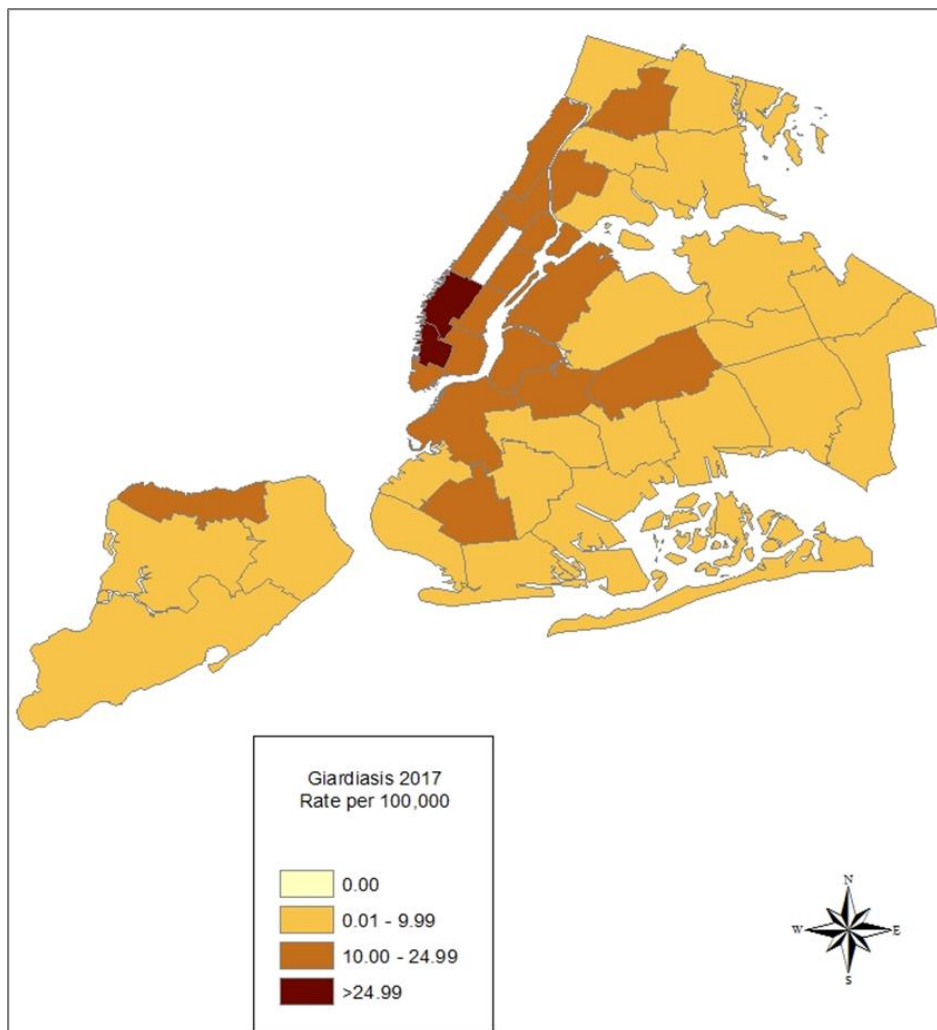 Giardiasis 2017
Rate per 100,000
0.00
0.01 - 9.99
10.00 - 24.99
>24.99
N
W E
S